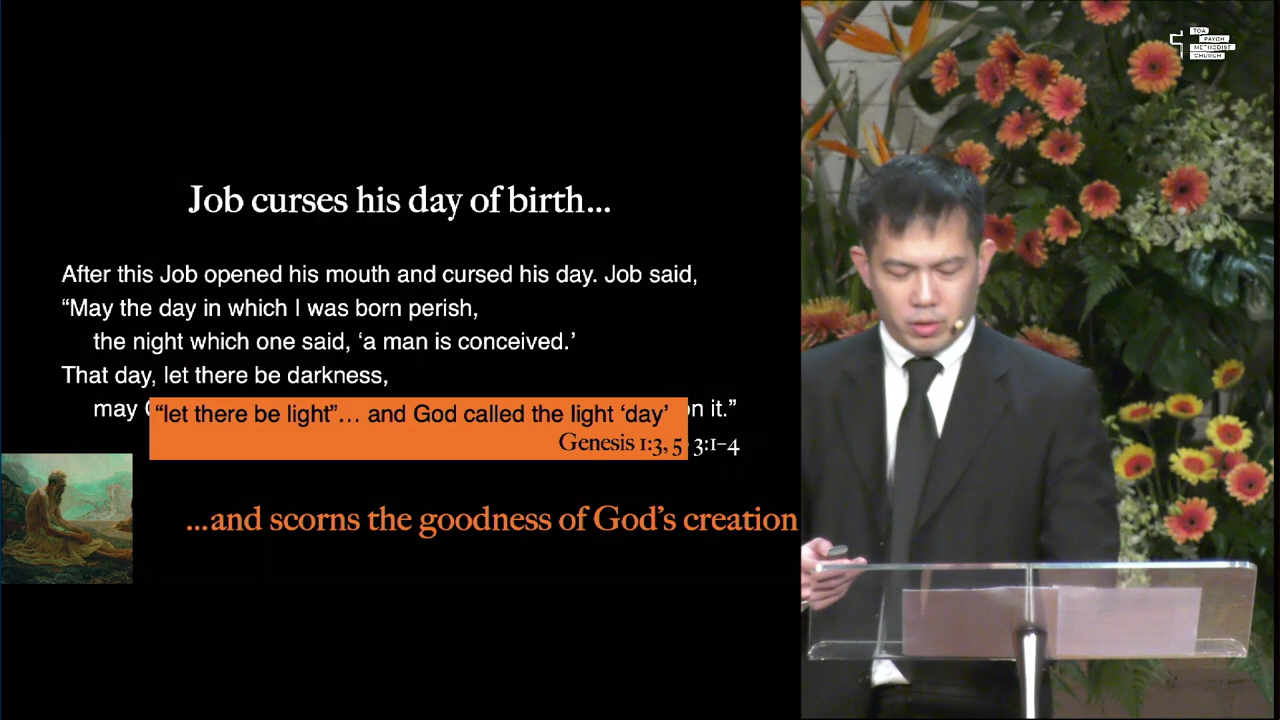 TOA
PAYOH
METHODIST
CHURCH
Job curses his day of birth...
After this Job opened his mouth and cursed his day. Job said,
“May the day in which I was born perish,
the night which one said, ‘a man is conceived.’
That day, let there be darkness,
may on it.”
“let there be light”… and God called the light ‘day’
Genesis 1:3, 5 3:1–4
...and scorns the goodness of God’s creation